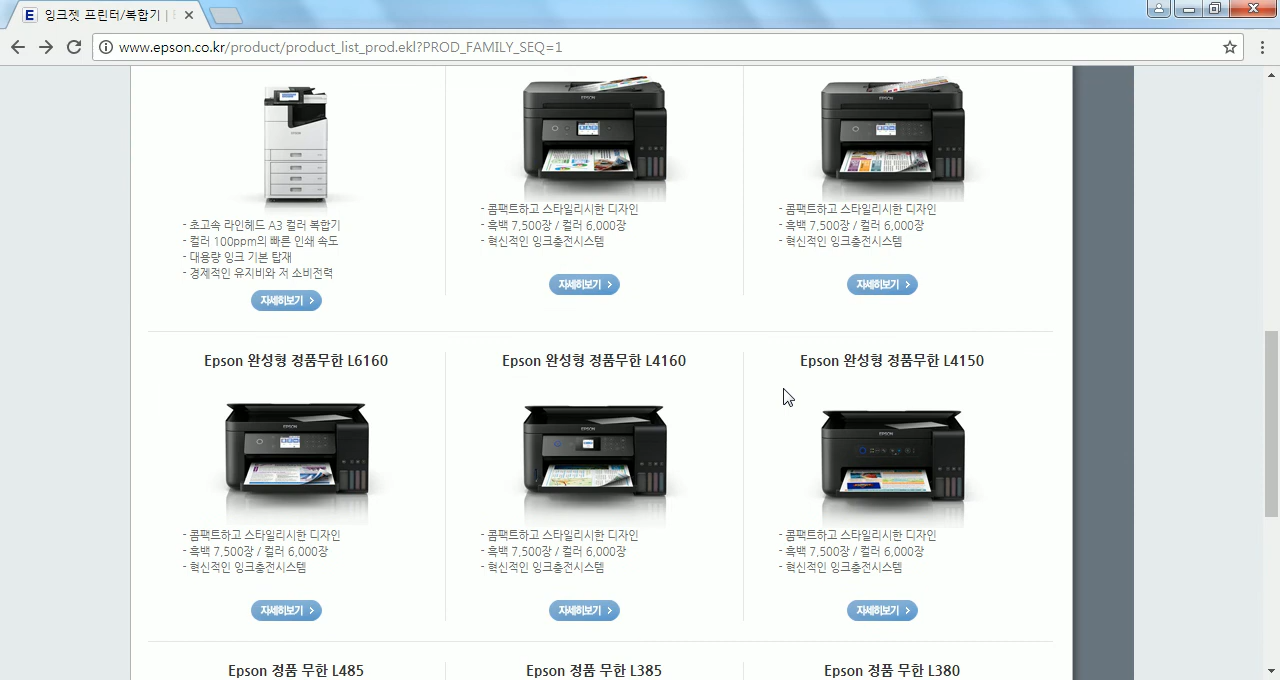 잉크젯 프린터/복합기 |
www.epson.co.kr/product/product_list_prod.ekl?PROD_FAMILY_SEQ=1
- 초고속 라인헤드 A3 컬러 복합기
- 컬러 100ppm의 빠른 인쇄 속도
- 대용량 잉크 기본 탑재
- 경제적인 유지비와 저 소비전력
자세히보기
- 콤팩트하고 스타일리시한 디자인
- 흑백 7,500장 / 컬러 6,000장
- 혁신적인 잉크충전시스템
자세히보기
- 콤팩트하고 스타일리시한 디자인
- 흑백 7,500장 / 컬러 6,000장
- 혁신적인 잉크충전시스템
자세히보기
Epson 완성형 정품무한 L6160
EPSON
- 콤팩트하고 스타일리시한 디자인
- 흑백 7,500장 / 컬러 6,000장
- 혁신적인 잉크충전시스템
자세히보기
Epson 완성형 정품무한 L4160
EPSON
- 콤팩트하고 스타일리시한 디자인
- 흑백 7,500장 / 컬러 6,000장
- 혁신적인 잉크충전시스템
자세히보기
Epson 완성형 정품무한 L4150
EPSON
- 콤팩트하고 스타일리시한 디자인
- 흑백 7,500장 / 컬러 6,000장
- 혁신적인 잉크충전시스템
자세히보기
Epson 정품 무한 L485
Epson 정품 무한 L385
Epson 정품 무한 L380